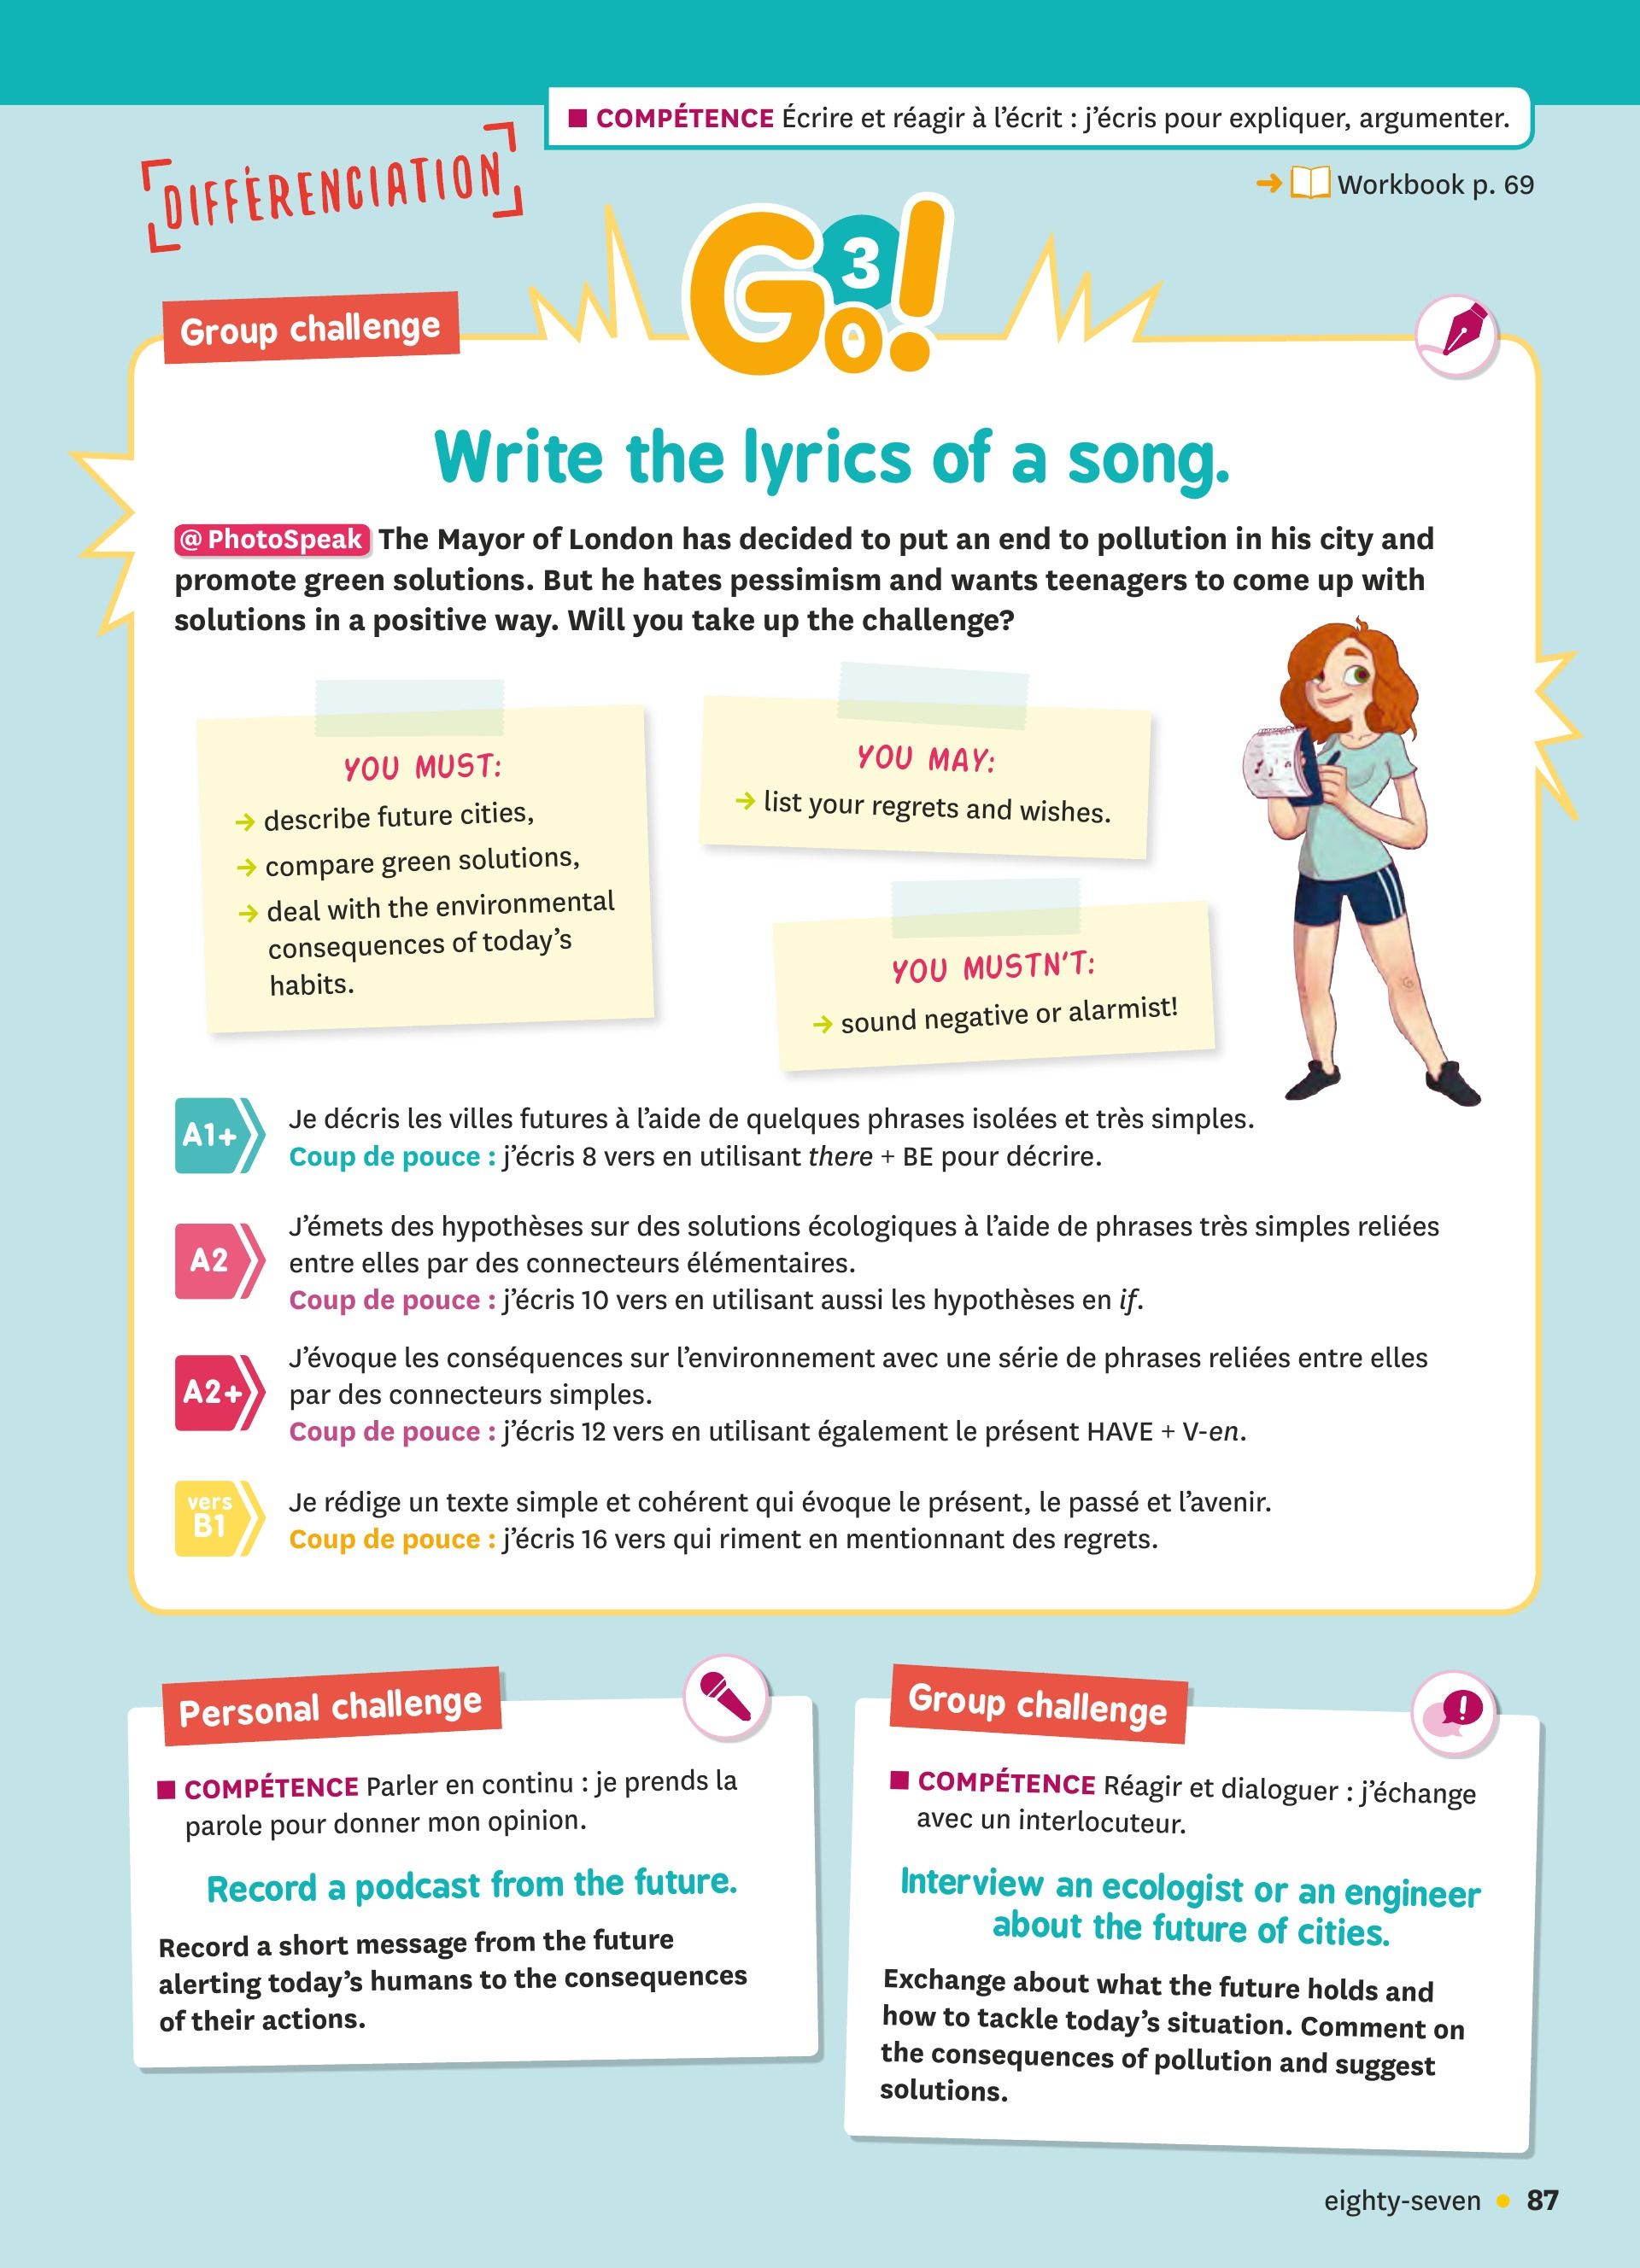 ■ COMPÉTENCE Écrire et réagir à l’écrit : j’écris pour expliquer, argumenter.
DIFFÉRENCIATION
➜ Workbook p. 69
Go! 3
Group challenge
Write the lyrics of a song.
@PhotoSpeak The Mayor of London has decided to put an end to pollution in his city and
promote green solutions. But he hates pessimism and wants teenagers to come up with
solutions in a positive way. Will you take up the challenge?
YOU MUST:
→ describe future cities,
→ compare green solutions,
→ deal with the environmental
consequences of today’s
habits.
YOU MAY:
→ list your regrets and wishes.
YOU MUSTN’T:
→ sound negative or alarmist!
A1+
Je décris les villes futures à l’aide de quelques phrases isolées et très simples.
Coup de pouce : j’écris 8 vers en utilisant there + BE pour décrire.
A2
J’émets des hypothèses sur des solutions écologiques à l’aide de phrases très simples reliées
entre elles par des connecteurs élémentaires.
Coup de pouce : j’écris 10 vers en utilisant aussi les hypothèses en if.
A2+
J’évoque les conséquences sur l’environnement avec une série de phrases reliées entre elles
par des connecteurs simples.
Coup de pouce : j’écris 12 vers en utilisant également le présent HAVE + V-en.
vers
B1
Je rédige un texte simple et cohérent qui évoque le présent, le passé et l’avenir.
Coup de pouce : j’écris 16 vers qui riment en mentionnant des regrets.
Personal challenge
■ COMPÉTENCE Parler en continu : je prends la
parole pour donner mon opinion.
Record a podcast from the future.
Record a short message from the future
alerting today’s humans to the consequences
of their actions.
Group challenge
■ COMPÉTENCE Réagir et dialoguer : j’échange
avec un interlocuteur.
Interview an ecologist or an engineer
about the future of cities.
Exchange about what the future holds and
how to tackle today’s situation. Comment on
the consequences of pollution and suggest
solutions.
eighty-seven • 87